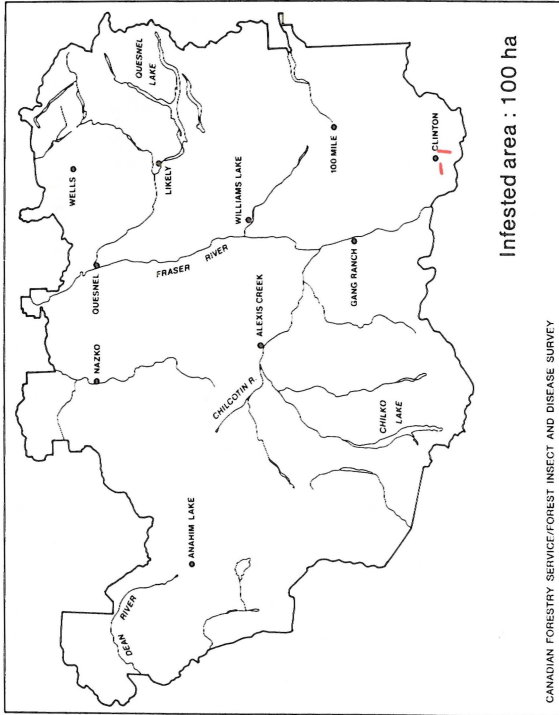 WELLS
QUESNEL
LAKE
LIKELY
QUESNEL
NAZKO
FRASER RIVER
WILLIAMS LAKE
ALEXIS CREEK
CHILCOTIN R.
100 MILE
CLINTON
GANG RANCH
CHILKO
LAKE
ANAHIM LAKE
DEAN RIVER
Infested area : 100 ha
CANADIAN FORESTRY SERVICE/FOREST INSECT AND DISEASE SURVEY